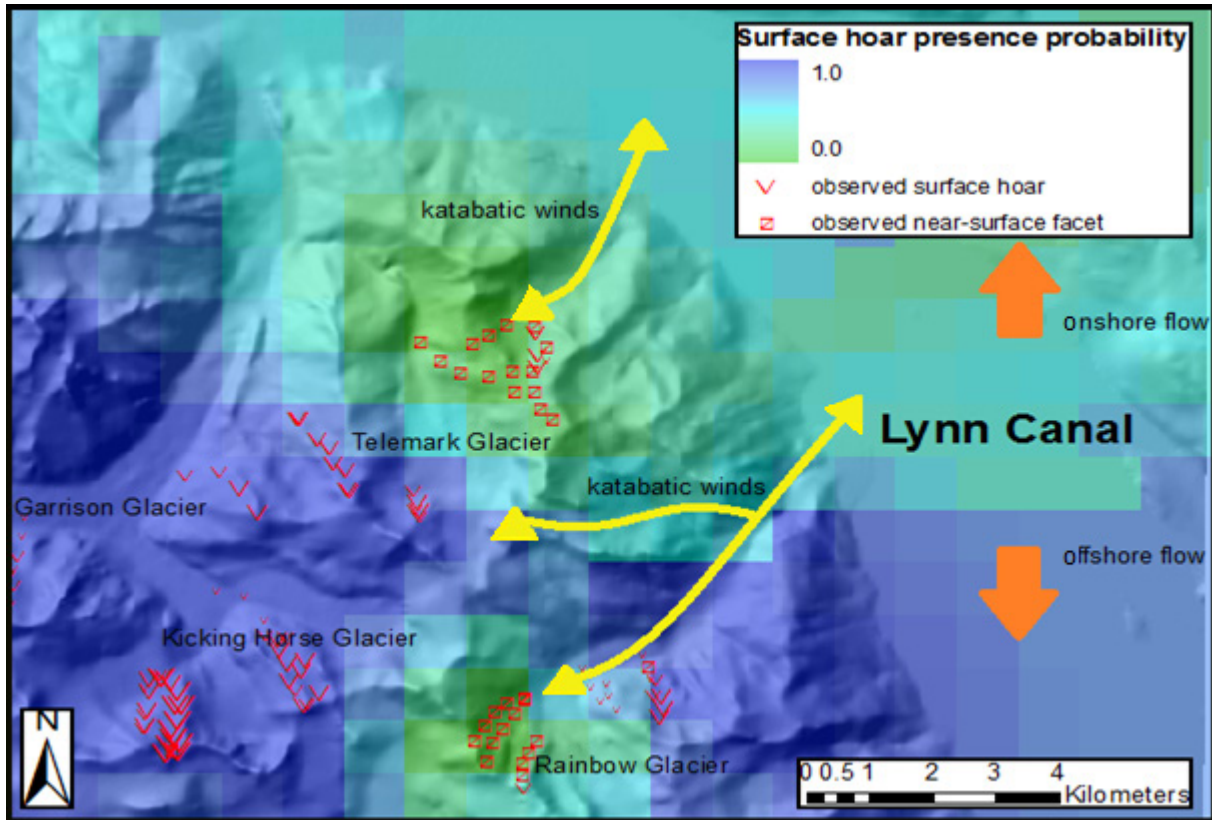 Surface hoar presence probability
1.0
0.0
observed surface hoar
observed near-surface facet
katabatic winds
onshore flow
Lynn Canal
Telemark Glacier
katabatic winds
Garrison Glacier
offshore flow
Kicking Horse Glacier
Rainbow Glacier
N
0 0.5 1 2 3 4
Kilometers